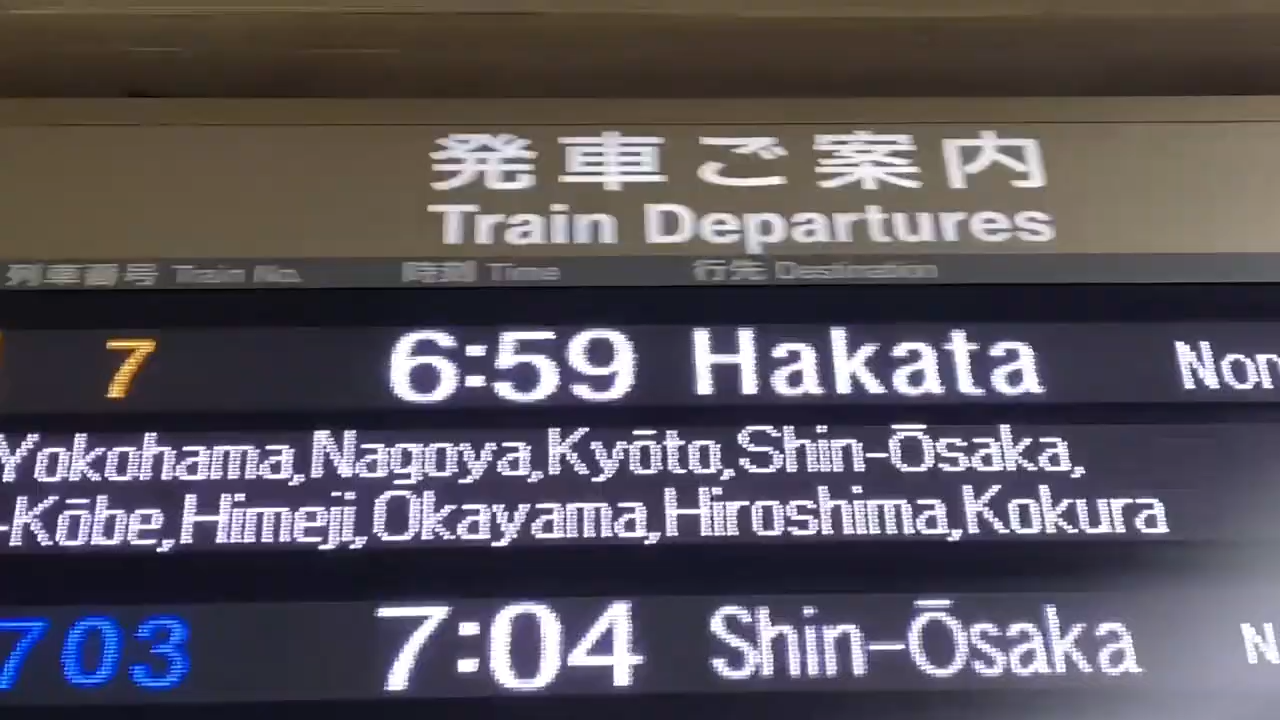 発車ご案内
Train Departures
列車番号 Train No. 時刻 Time 行先 Destination
7 6:59 Hakata Non
Yokohama,Nagoya,Kyōto,Shin-Ōsaka,
-Kōbe,Himeji,Okayama,Hiroshima,Kokura
703 7:04 Shin-Ōsaka N